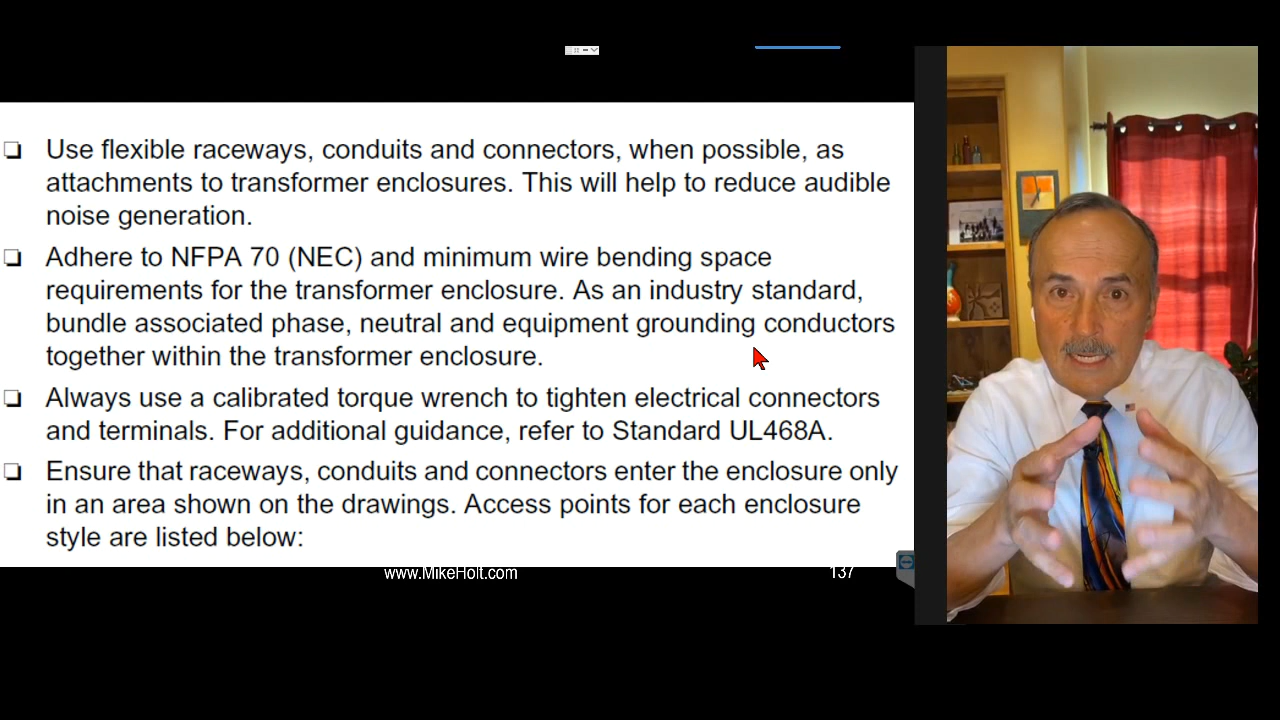 ❏ Use flexible raceways, conduits and connectors, when possible, as
attachments to transformer enclosures. This will help to reduce audible
noise generation.
❏ Adhere to NFPA 70 (NEC) and minimum wire bending space
requirements for the transformer enclosure. As an industry standard,
bundle associated phase, neutral and equipment grounding conductors
together within the transformer enclosure.
❏ Always use a calibrated torque wrench to tighten electrical connectors
and terminals. For additional guidance, refer to Standard UL468A.
❏ Ensure that raceways, conduits and connectors enter the enclosure only
in an area shown on the drawings. Access points for each enclosure
style are listed below:
www.MikeHolt.com
137